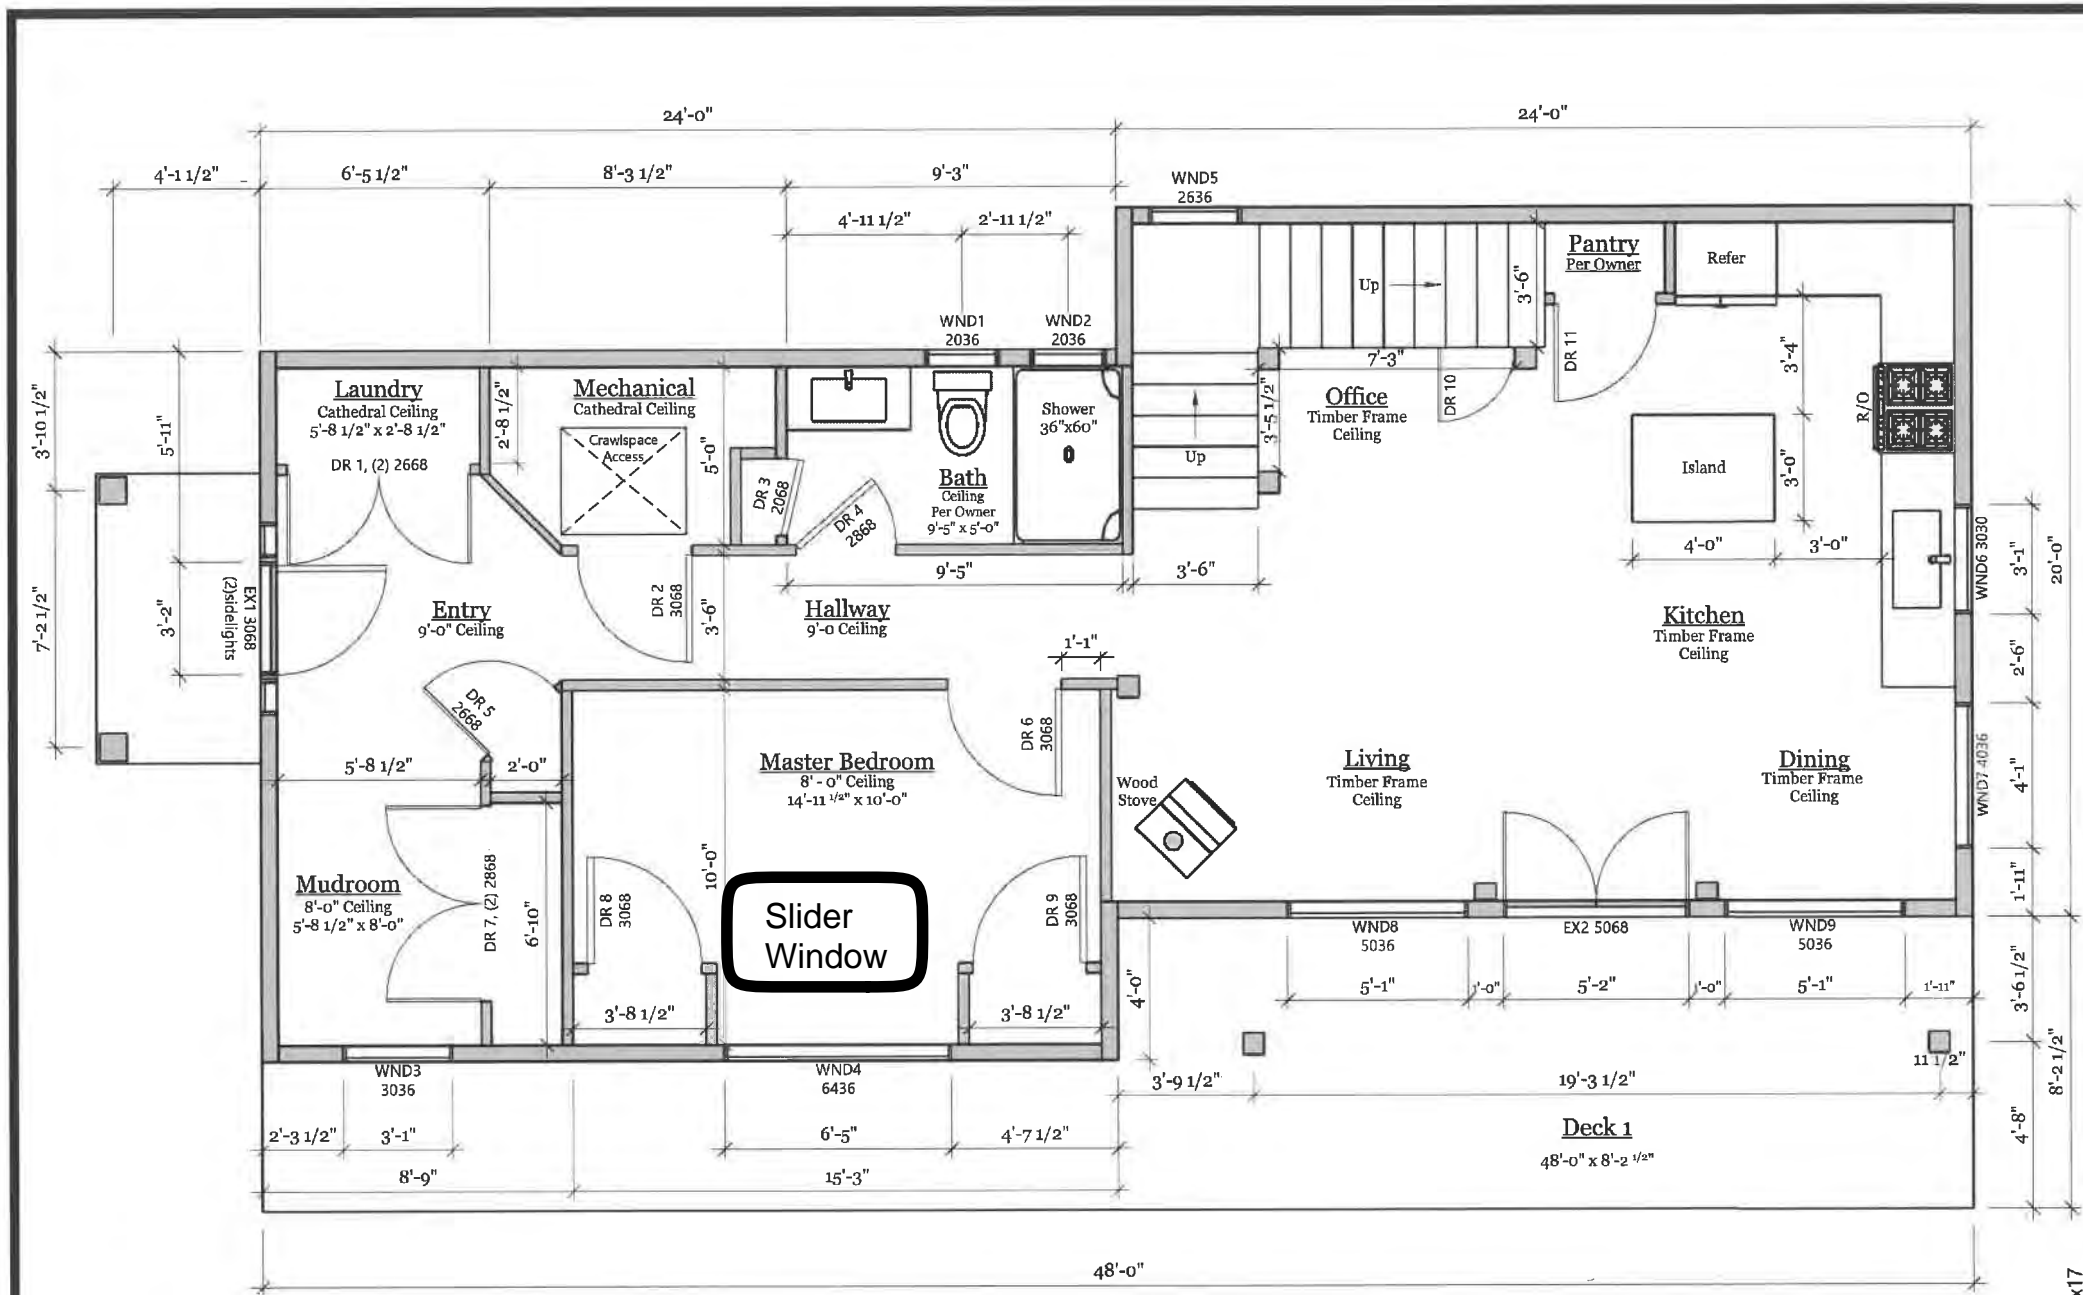 24'-0"
24'-0"
4'-1 1/2"
6'-5 1/2"
8'-3 1/2"
9'-3"
WND5
2636
4'-11 1/2"
2'-11 1/2"
Pantry
Per Owner
Refer
Up
3'-6"
WND1
2036
WND2
2036
3'-10 1/2"
5'-11"
Laundry
Cathedral Ceiling
5'-8 1/2" x 2'-8 1/2"
DR 1, (2) 2668
2'-8 1/2"
Mechanical
Cathedral Ceiling
Crawlspace
Access
5'-0"
DR 3
2068
DR 4
2868
Bath
Ceiling
Per Owner
9'-5" x 5'-0"
Shower
36"x60"
Up
3'-5 1/2"
7'-3"
Office
Timber Frame
Ceiling
DR 10
DR 11
3'-4"
R/O
Island
3'-0"
4'-0"
3'-0"
WND6 3030
3'-1"
20'-0"
7'-2 1/2"
3'-2"
EX1 3068
(2)sidelights
Entry
9'-0" Ceiling
DR 2
3068
3'-6"
Hallway
9'-0 Ceiling
9'-5"
3'-6"
1'-1"
Kitchen
Timber Frame
Ceiling
2'-6"
DR 5
2668
5'-8 1/2"
2'-0"
Master Bedroom
8' - 0" Ceiling
14'-11 1/2" x 10'-0"
DR 6
3068
Wood
Stove
Living
Timber Frame
Ceiling
Dining
Timber Frame
Ceiling
WND7 4036
4'-1"
Mudroom
8'-0" Ceiling
5'-8 1/2" x 8'-0"
DR 7, (2) 2868
6'-10"
DR 8
3068
10'-0"
Slider
Window
DR 9
3068
1'-11"
WND8
5036
EX2 5068
WND9
5036
4'-0"
5'-1"
1'-0"
5'-2"
1'-0"
5'-1"
1'-11"
3'-6 1/2"
3'-8 1/2"
3'-8 1/2"
WND3
3036
WND4
6436
3'-9 1/2"
19'-3 1/2"
11 1/2"
8'-2 1/2"
2'-3 1/2"
3'-1"
6'-5"
4'-7 1/2"
Deck 1
48'-0" x 8'-2 1/2"
4'-8"
8'-9"
15'-3"
48'-0"
x17